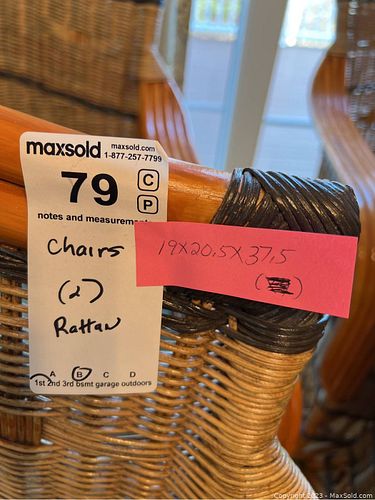 maxsold maxsold.com
1-877-257-7799
79 C
P
notes and measurement
Chairs
19x20.5x37.5
(2)
Rattan
A B C D
1st 2nd 3rd bsmt garage outdoors
Copyright 2023 - MaxSold.com